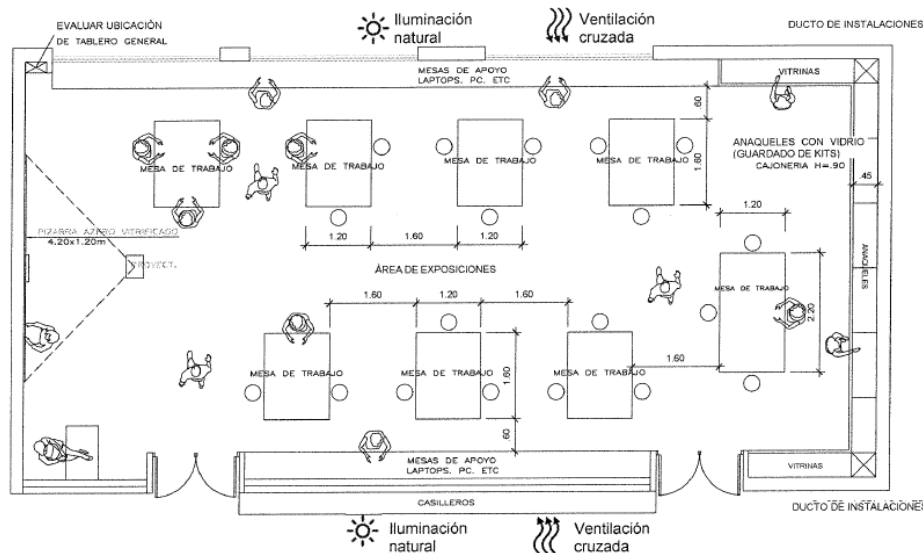 Iluminación
natural
Ventilación
cruzada
EVALUAR UBICACIÒN
DE TABLERO GENERAL
DUCTO DE INSTALACIONES
MESAS DE APOYO
LAPTOPS, PC. ETC
VITRINAS
.60
MESA DE TRABAJO
MESA DE TRABAJO
MESA DE TRABAJO
MESA DE TRABAJO
1.60
ANAQUELES CON VIDRIO
(GUARDADO DE KITS)
CAJONERIA H=.90
.45
1.20
PIZARRA AZERO VITRIFICADO
4.20x1.20m
1.20
1.60
1.20
PROYECT.
ÁREA DE EXPOSICIONES
ANAQUELES
MESA DE TRABAJO
2.20
1.60
1.20
1.60
1.60
MESA DE TRABAJO
MESA DE TRABAJO
MESA DE TRABAJO
1.60
.60
MESAS DE APOYO
LAPTOPS, PC. ETC
VITRINAS
CASILLEROS
DUCTO DE INSTALACIONES
Iluminación
natural
Ventilación
cruzada